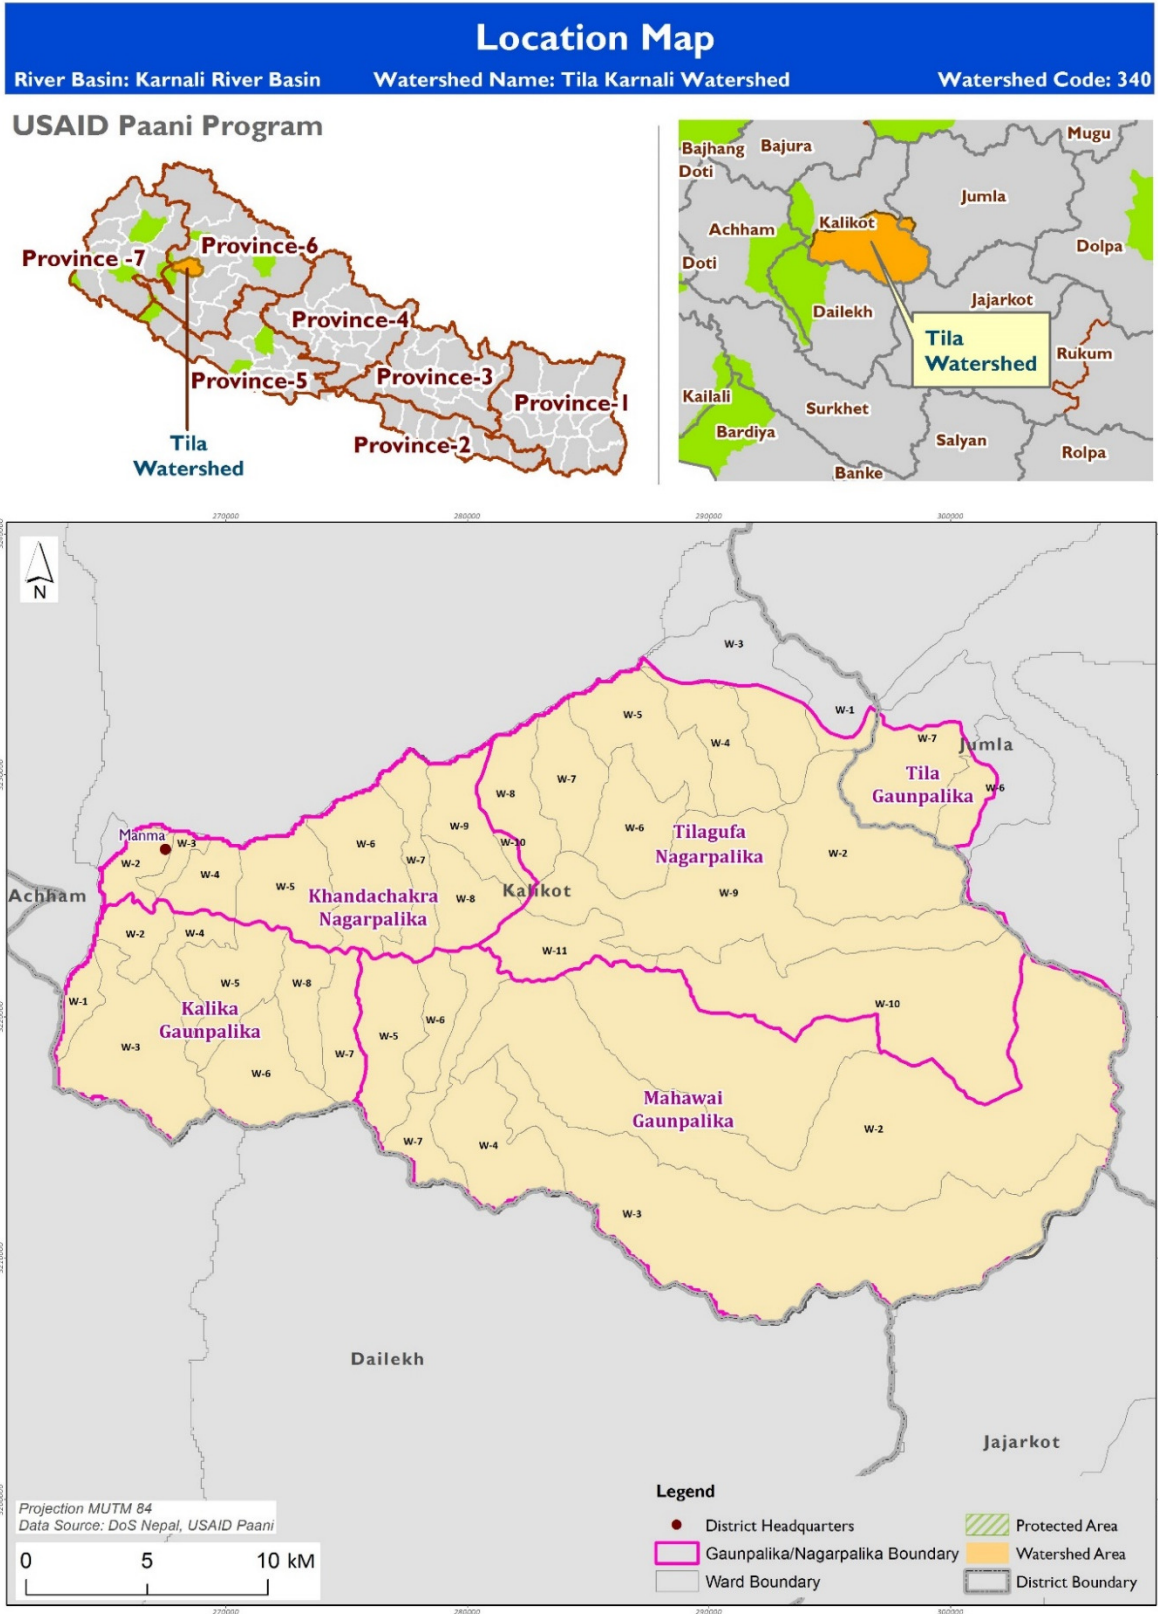 Location Map
River Basin: Karnali River Basin
Watershed Name: Tila Karnali Watershed
Watershed Code: 340
USAID Paani Program
Province -7
Province-6
Province-4
Province-5
Province-3
Province-1
Province-2
Tila
Watershed
Bajhang
Bajura
Mugu
Doti
Jumla
Achham
Kalikot
Dolpa
Doti
Dailekh
Jajarkot
Tila
Watershed
Rukum
Kailali
Surkhet
Bardiya
Salyan
Rolpa
Banke
270000
280000
290000
300000
N
W-3
W-1
W-5
W-4
W-7
Jumla
Tila
Gaunpalika
W-6
W-7
W-8
W-9
W-10
W-6
Tilagufa
Nagarpalika
W-2
W-9
Manma
W-3
W-2
W-4
W-6
W-7
W-5
W-8
Khandachakra
Nagarpalika
Kalikot
Achham
W-2
W-4
W-11
W-5
W-8
W-1
Kalika
Gaunpalika
W-3
W-6
W-7
W-5
W-6
W-10
Mahawai
Gaunpalika
W-2
W-7
W-4
W-3
Dailekh
Jajarkot
Projection MUTM 84
Data Source: DoS Nepal, USAID Paani
0 5 10 kM
Legend
District Headquarters
Gaunpalika/Nagarpalika Boundary
Ward Boundary
Protected Area
Watershed Area
District Boundary
270000
280000
290000
300000